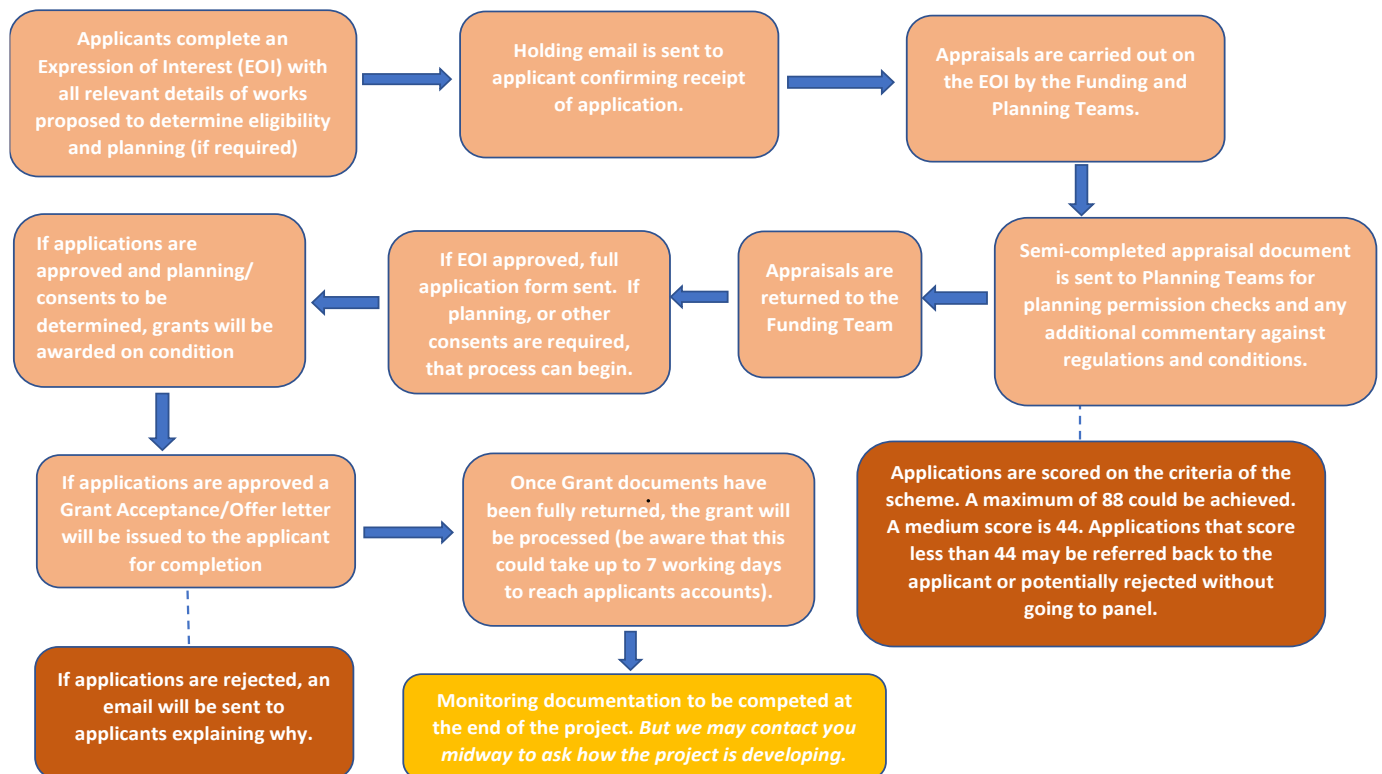 Applicants complete an
Expression of Interest (EOI) with
all relevant details of works
proposed to determine eligibility
and planning (if required)
Holding email is sent to
applicant confirming receipt
of application.
Appraisals are carried out on
the EOI by the Funding and
Planning Teams.
Semi-completed appraisal document
is sent to Planning Teams for
planning permission checks and any
additional commentary against
regulations and conditions.
Appraisals are
returned to the
Funding Team
If EOI approved, full
application form sent. If
planning, or other
consents are required,
that process can begin.
If applications are
approved and planning/
consents to be
determined, grants will be
awarded on condition
Applications are scored on the criteria of the
scheme. A maximum of 88 could be achieved.
A medium score is 44. Applications that score
less than 44 may be referred back to the
applicant or potentially rejected without
going to panel.
If applications are approved a
Grant Acceptance/Offer letter
will be issued to the applicant
for completion
Once Grant documents have
been fully returned, the grant will
be processed (be aware that this
could take up to 7 working days
to reach applicants accounts).
If applications are rejected, an
email will be sent to
applicants explaining why.
Monitoring documentation to be competed at
the end of the project. But we may contact you
midway to ask how the project is developing.